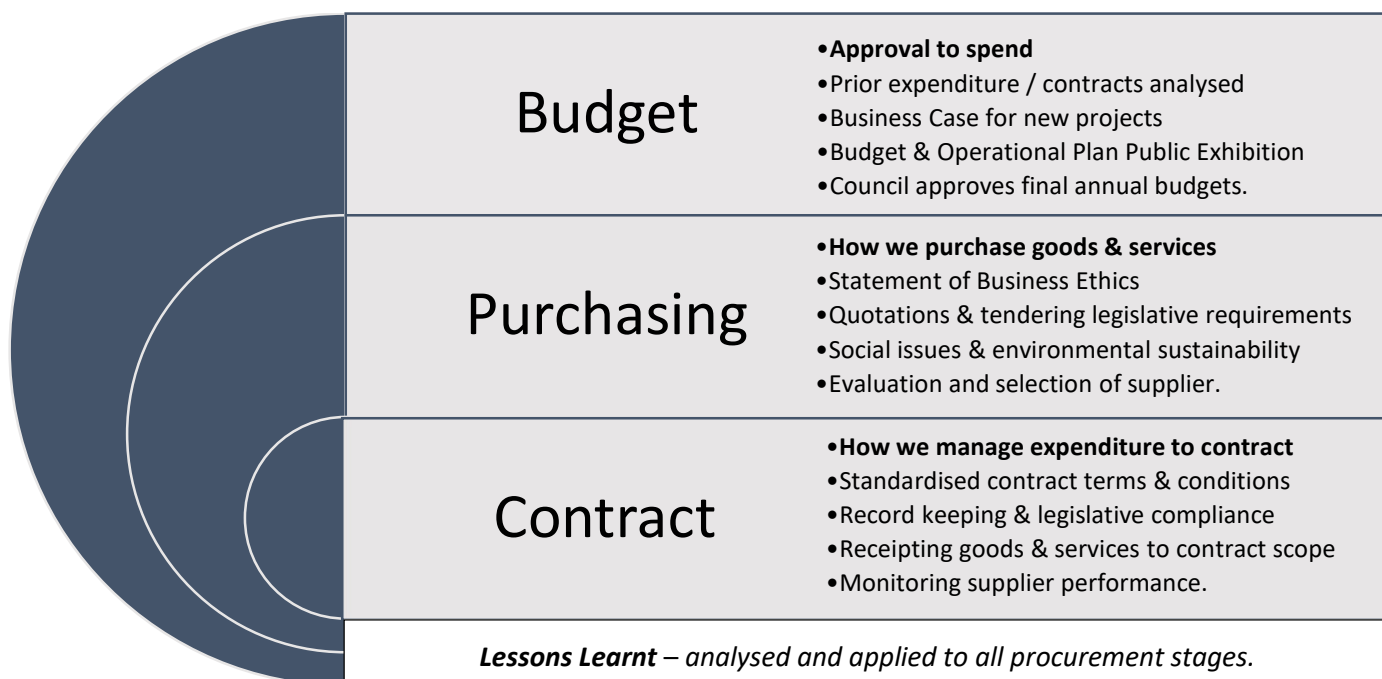 Budget
•Approval to spend
•Prior expenditure / contracts analysed
•Business Case for new projects
•Budget & Operational Plan Public Exhibition
•Council approves final annual budgets.
Purchasing
•How we purchase goods & services
•Statement of Business Ethics
•Quotations & tendering legislative requirements
•Social issues & environmental sustainability
•Evaluation and selection of supplier.
Contract
•How we manage expenditure to contract
•Standardised contract terms & conditions
•Record keeping & legislative compliance
•Receipting goods & services to contract scope
•Monitoring supplier performance.
Lessons Learnt – analysed and applied to all procurement stages.